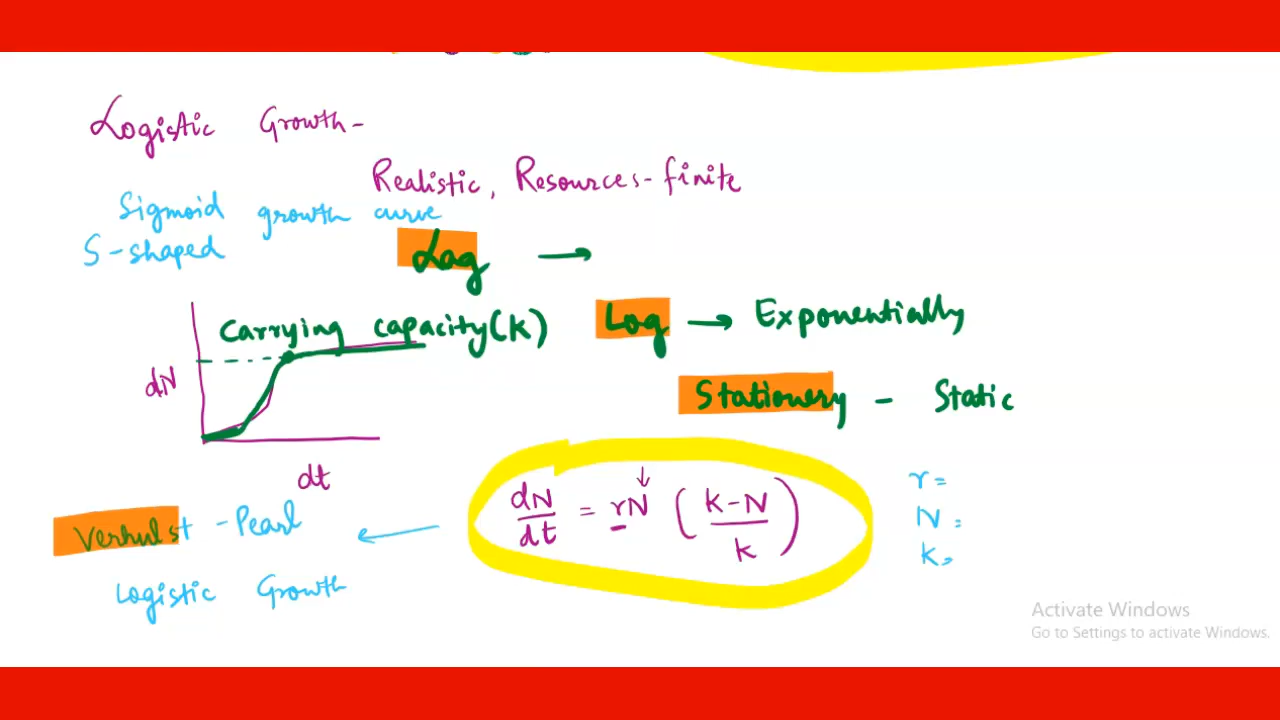 Logistic Growth-
Realistic, Resources-finite
Sigmoid growth curve
S-shaped
Lag →
Carrying capacity(K)
Log → Exponentially
dN
Stationery - Static
dt
dN/dt = rN (K-N/K)
r=
N =
K=
Verhulst - Pearl
Logistic Growth
Activate Windows
Go to Settings to activate Windows.